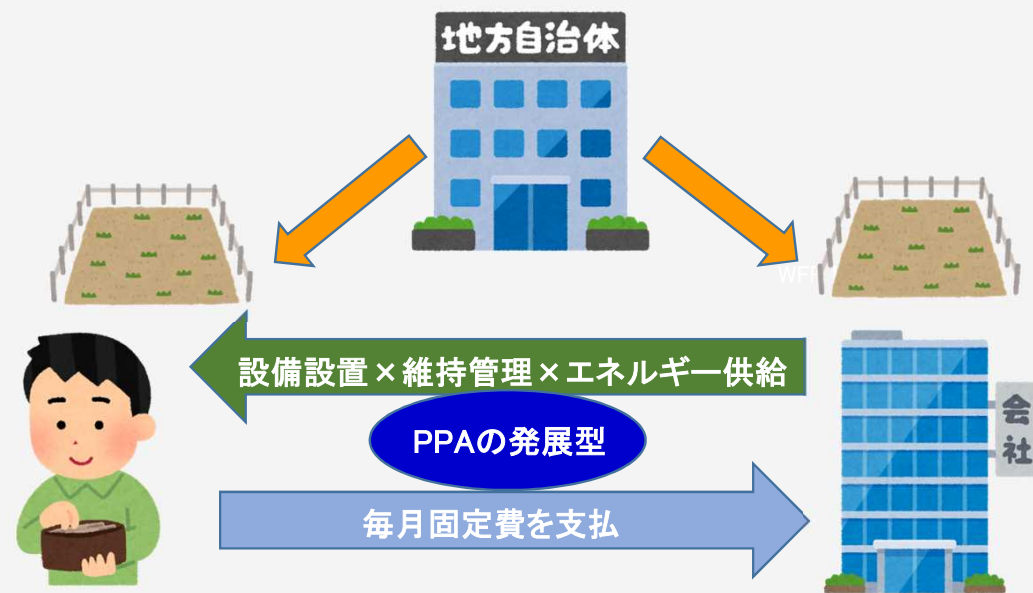 地方自治体
WF
設備設置×維持管理×エネルギー供給
PPAの発展型
毎月固定費を支払
会社